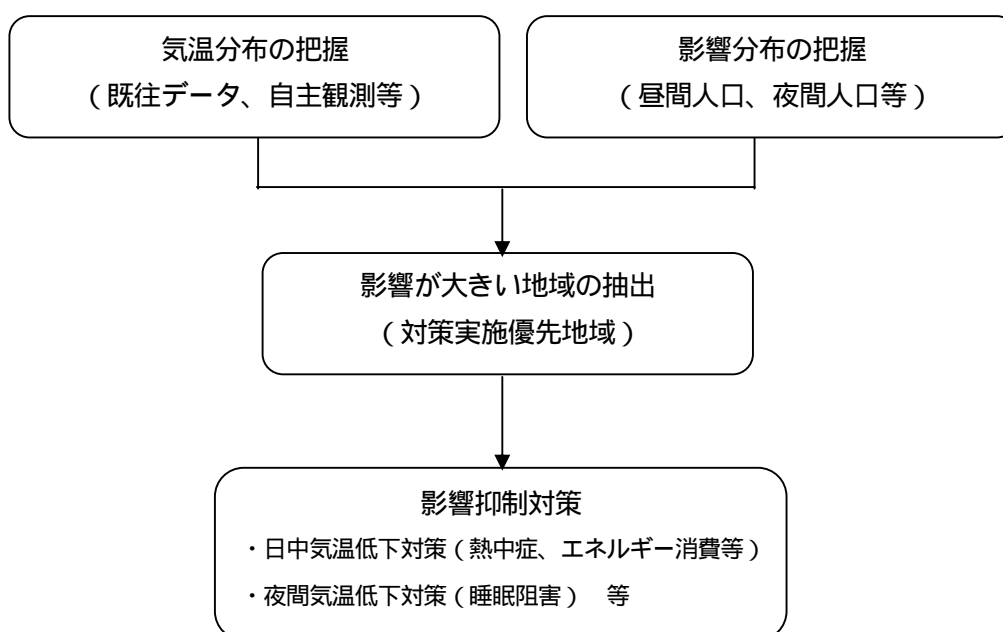 気温分布の把握
（既往データ、自主観測等）
影響分布の把握
（昼間人口、夜間人口等）
影響が大きい地域の抽出
（対策実施優先地域）
影響抑制対策
・日中気温低下対策（熱中症、エネルギー消費等）
・夜間気温低下対策（睡眠阻害）　等